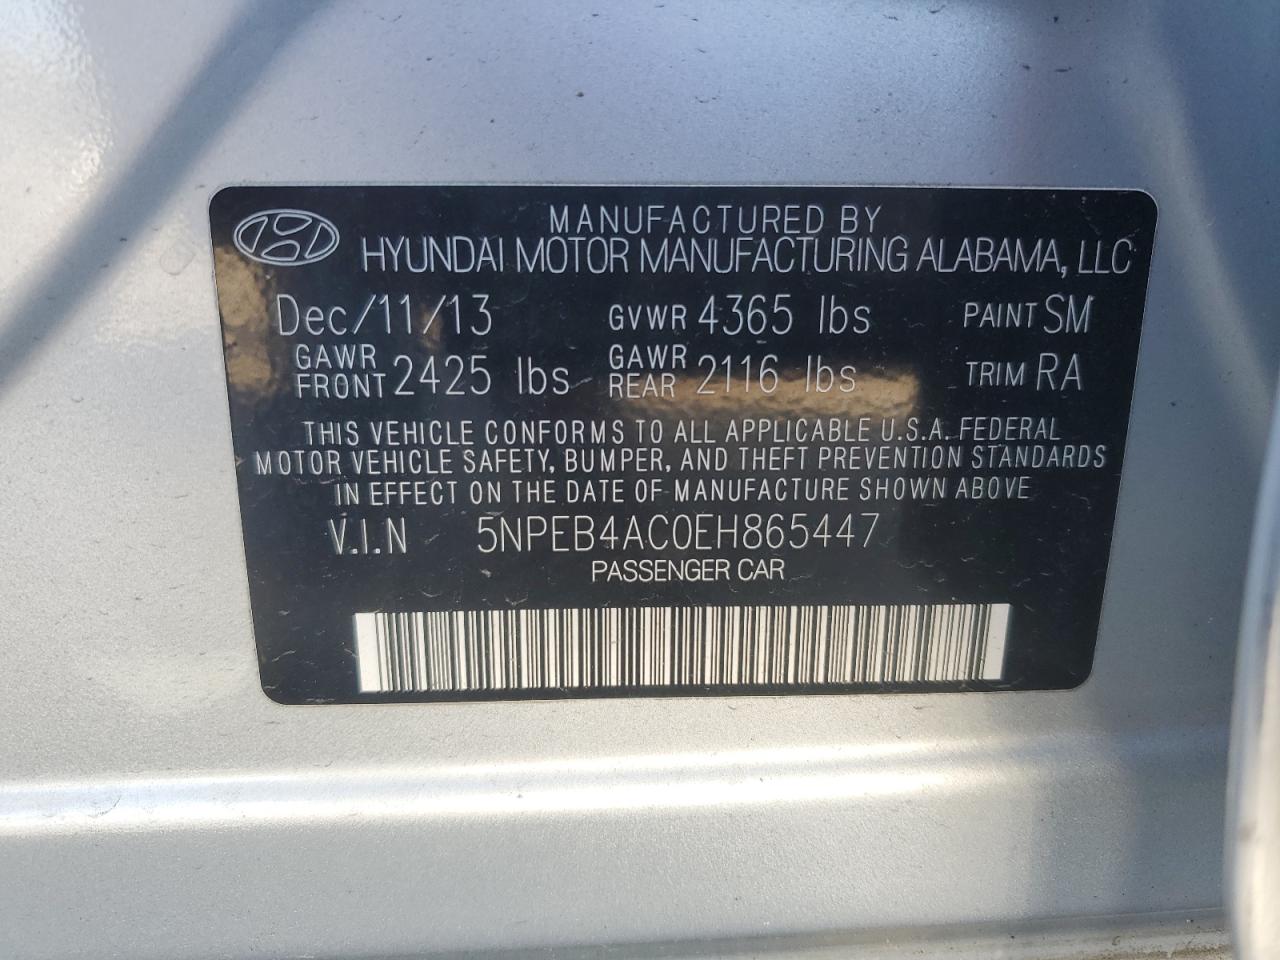 MANUFACTURED BY
HYUNDAI MOTOR MANUFACTURING ALABAMA, LLC
Dec/11/13 GVWR 4365 lbs PAINT SM
GAWR FRONT 2425 lbs GAWR REAR 2116 lbs TRIM RA
THIS VEHICLE CONFORMS TO ALL APPLICABLE U.S.A. FEDERAL
MOTOR VEHICLE SAFETY, BUMPER, AND THEFT PREVENTION STANDARDS
IN EFFECT ON THE DATE OF MANUFACTURE SHOWN ABOVE
V.I.N 5NPEB4AC0EH865447
PASSENGER CAR